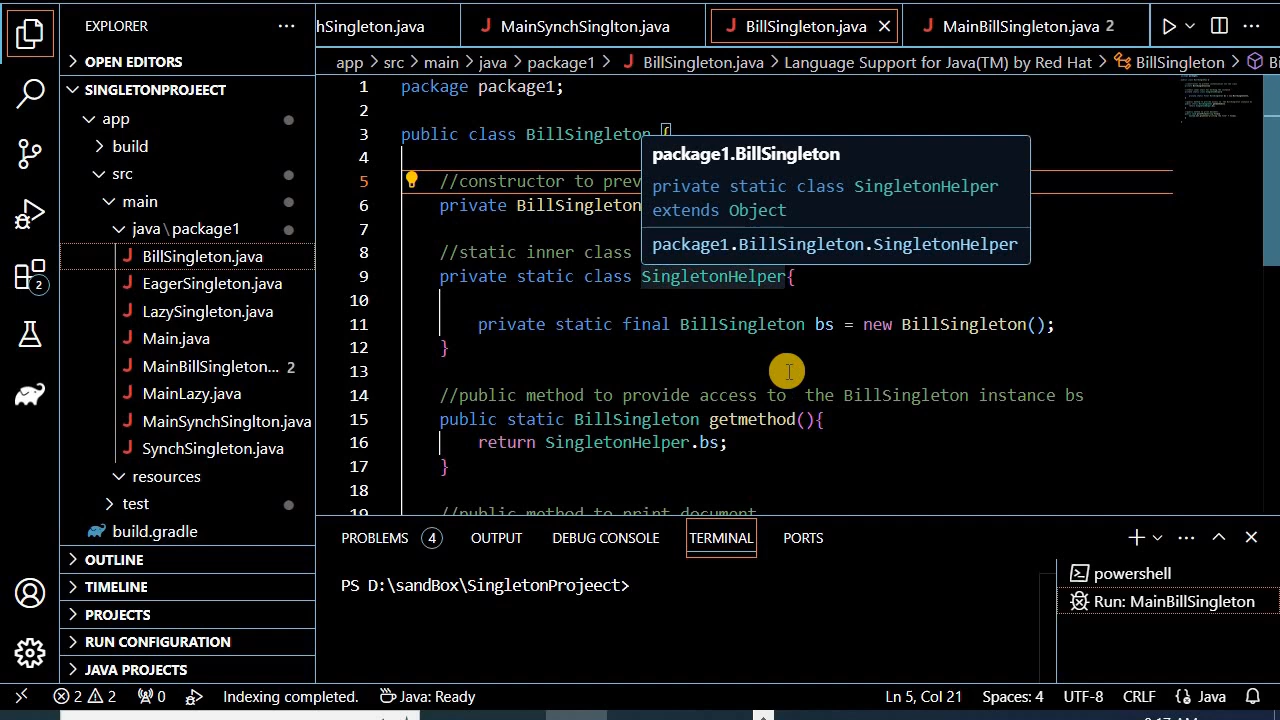 EXPLORER
OPEN EDITORS
SINGLETONPROJEECT
app
build
src
main
java\package1
BillSingleton.java
EagerSingleton.java
LazySingleton.java
Main.java
MainBillSingleton... 2
MainLazy.java
MainSynchSinglton.java
SynchSingleton.java
resources
test
build.gradle
OUTLINE
TIMELINE
PROJECTS
RUN CONFIGURATION
JAVA PROJECTS
2
hSingleton.java
MainSynchSinglton.java
BillSingleton.java
MainBillSingleton.java 2
app > src > main > java > package1 > BillSingleton.java > Language Support for Java(TM) by Red Hat > BillSingleton >
1 package package1;
2
3 public class BillSingleton {
4
5 //constructor to prev
6 private BillSingleton
7
8 //static inner class
9 private static class SingletonHelper{
10
11 private static final BillSingleton bs = new BillSingleton();
12 }
13
14 //public method to provide access to the BillSingleton instance bs
15 public static BillSingleton getmethod(){
16 return SingletonHelper.bs;
17 }
18
19 //public method to print document
package1.BillSingleton
private static class SingletonHelper
extends Object
package1.BillSingleton.SingletonHelper
PROBLEMS 4 OUTPUT DEBUG CONSOLE TERMINAL PORTS
PS D:\sandBox\SingletonProjeect>
powershell
Run: MainBillSingleton
2 2 0 Indexing completed. Java: Ready Ln 5, Col 21 Spaces: 4 UTF-8 CRLF {} Java